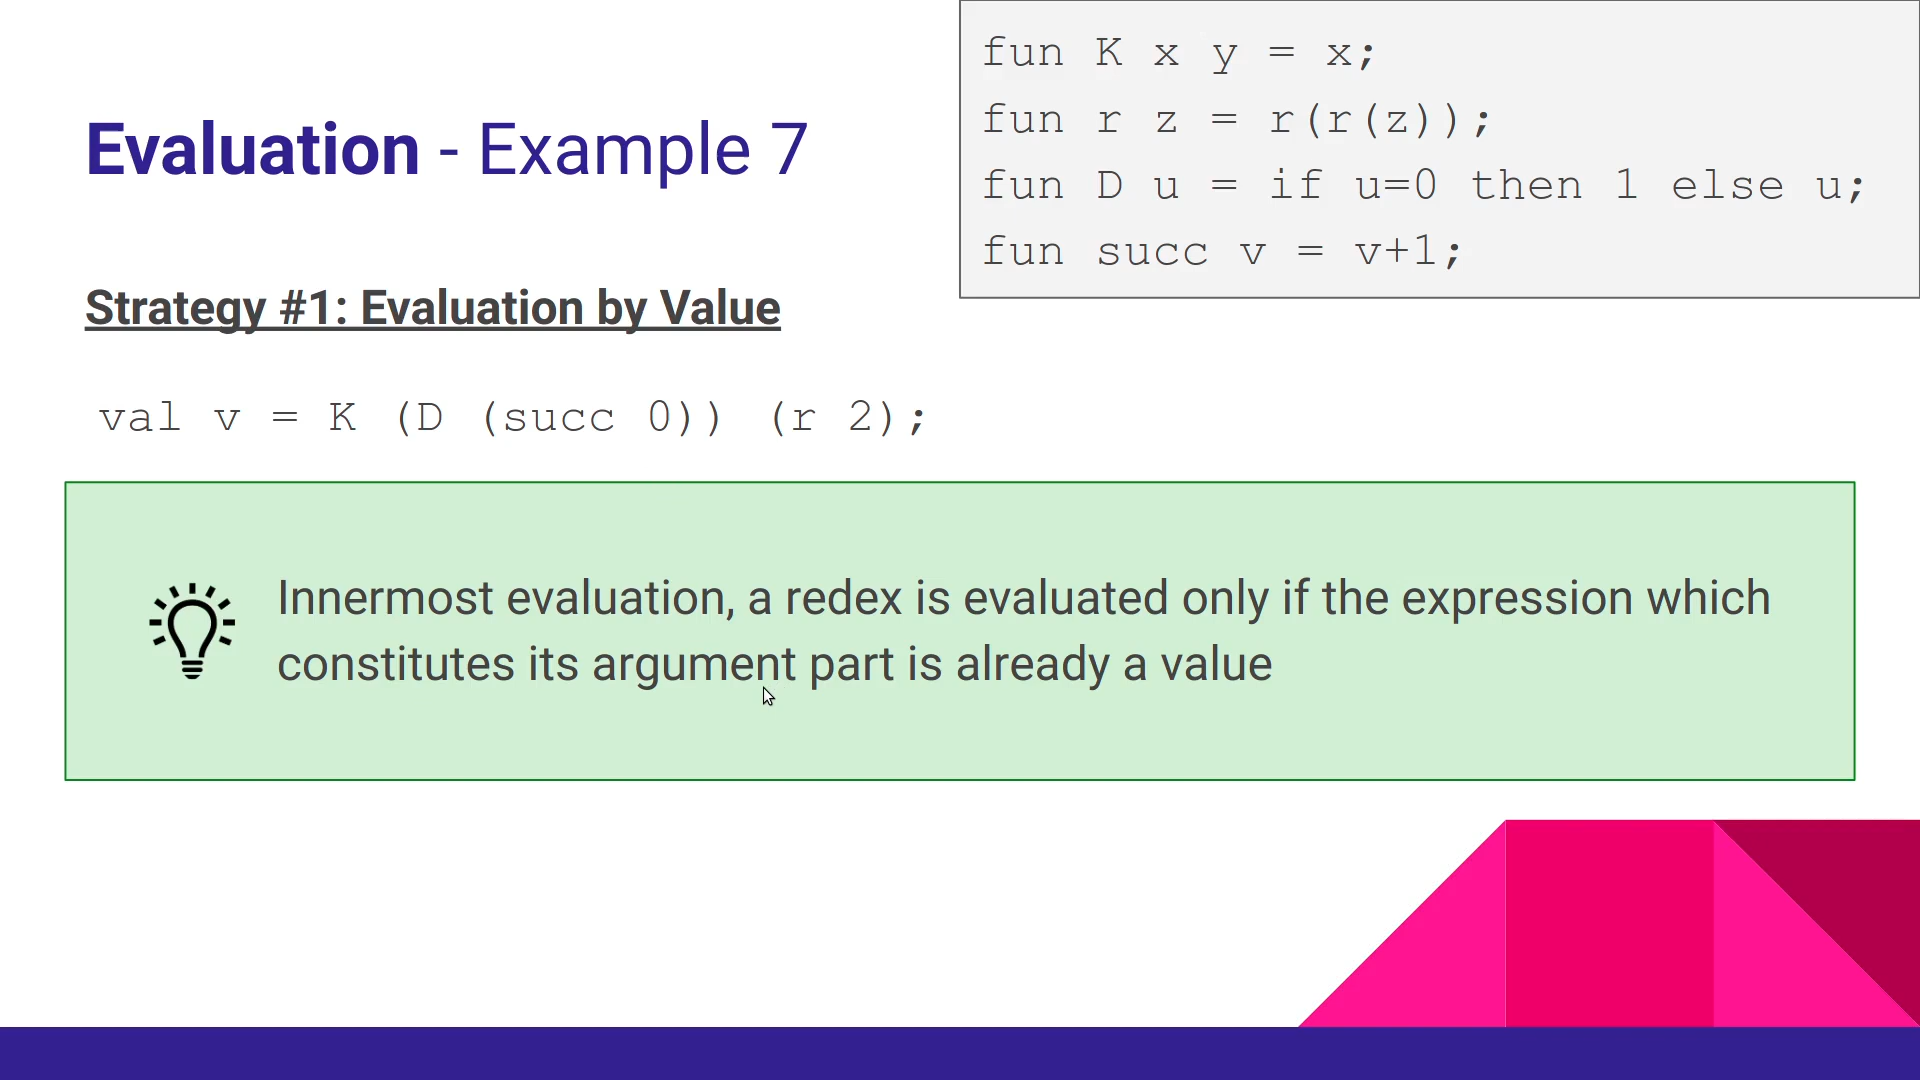 fun K x y = x;
fun r z = r(r(z));
fun D u = if u=0 then 1 else u;
fun succ v = v+1;
Evaluation - Example 7
Strategy #1: Evaluation by Value
val v = K (D (succ 0)) (r 2);
Innermost evaluation, a redex is evaluated only if the expression which
constitutes its argument part is already a value